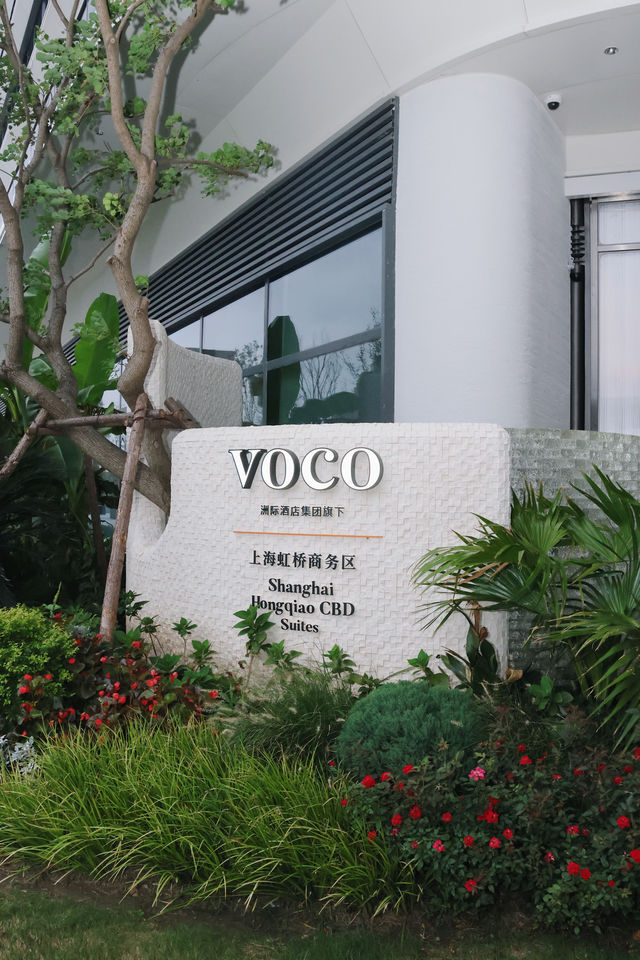 VOCO
洲际酒店集团旗下
上海虹桥商务区
Shanghai
Hongqiao CBD
Suites